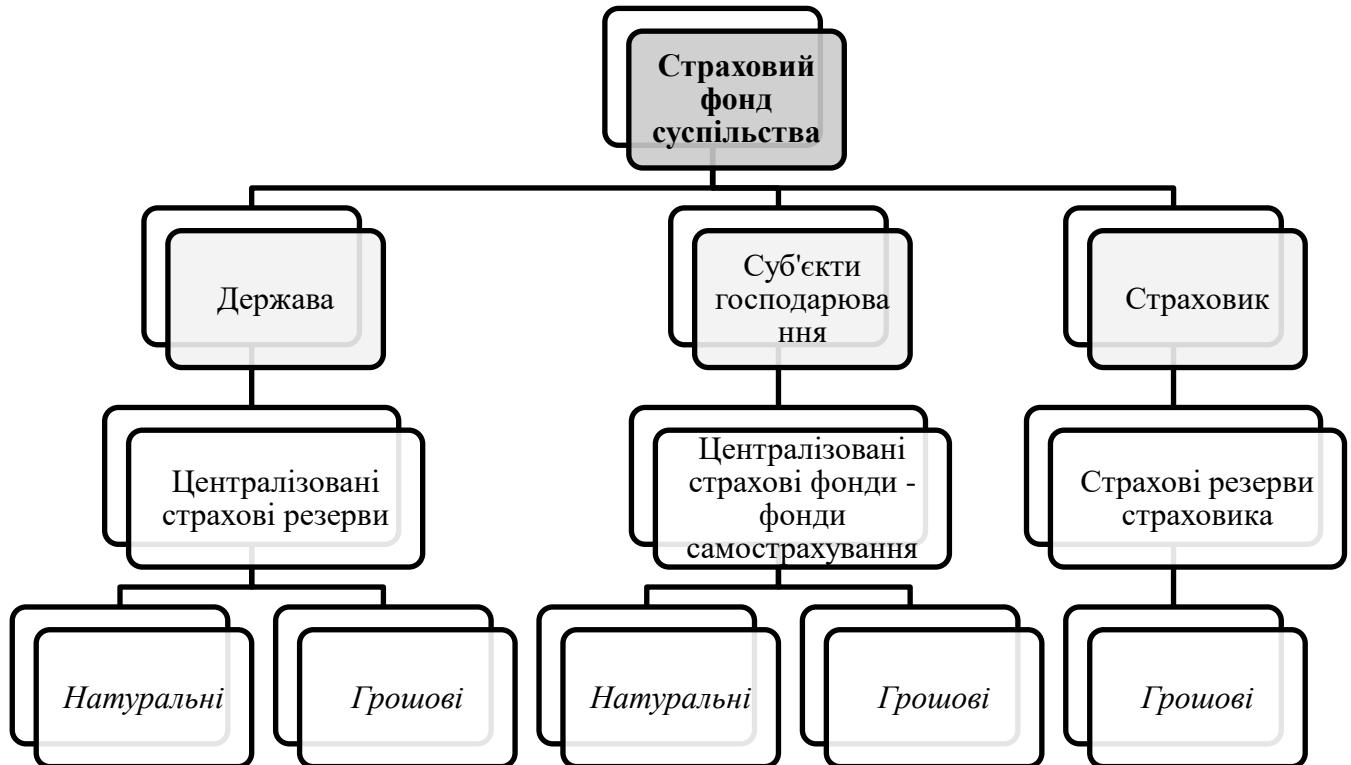 Страховий
фонд
суспільства
Держава
Суб'єкти
господарюва
ння
Страховик
Централізовані
страхові резерви
Централізовані
страхові фонди -
фонди
самострахування
Страхові резерви
страховика
Натуральні
Грошові
Натуральні
Грошові
Грошові